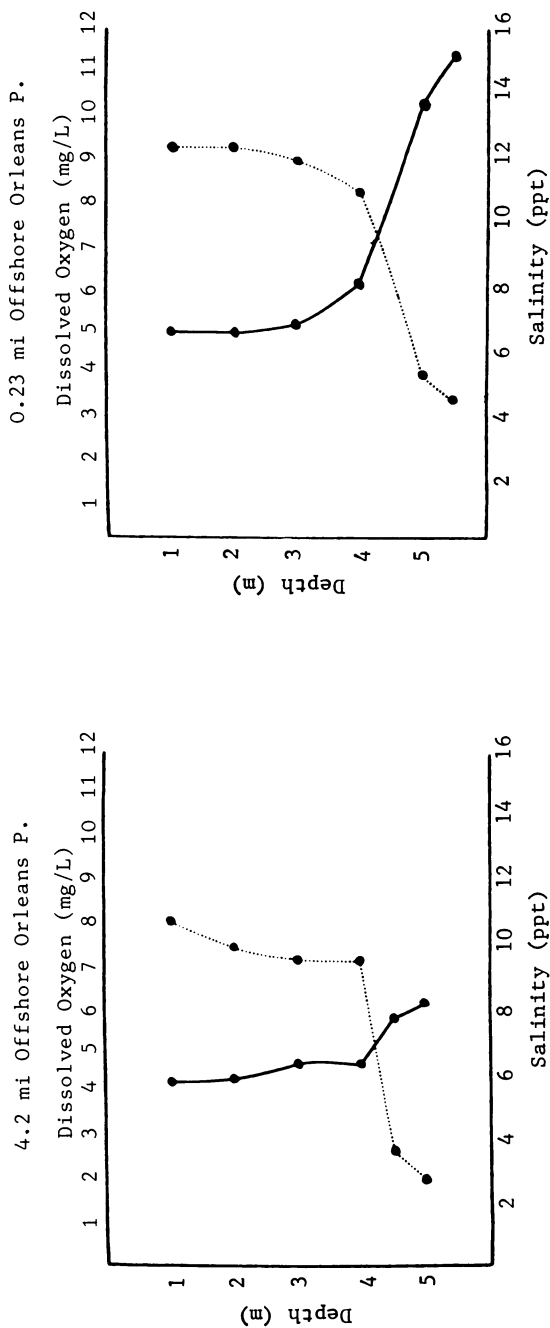 4.2 mi Offshore Orleans P.
Dissolved Oxygen (mg/L)
1 2 3 4 5 6 7 8 9 10 11 12
1
2
3
4
5
Depth (m)
2 4 6 8 10 12 14 16
Salinity (ppt)
0.23 mi Offshore Orleans P.
Dissolved Oxygen (mg/L)
1 2 3 4 5 6 7 8 9 10 11 12
1
2
3
4
5
Depth (m)
2 4 6 8 10 12 14 16
Salinity (ppt)